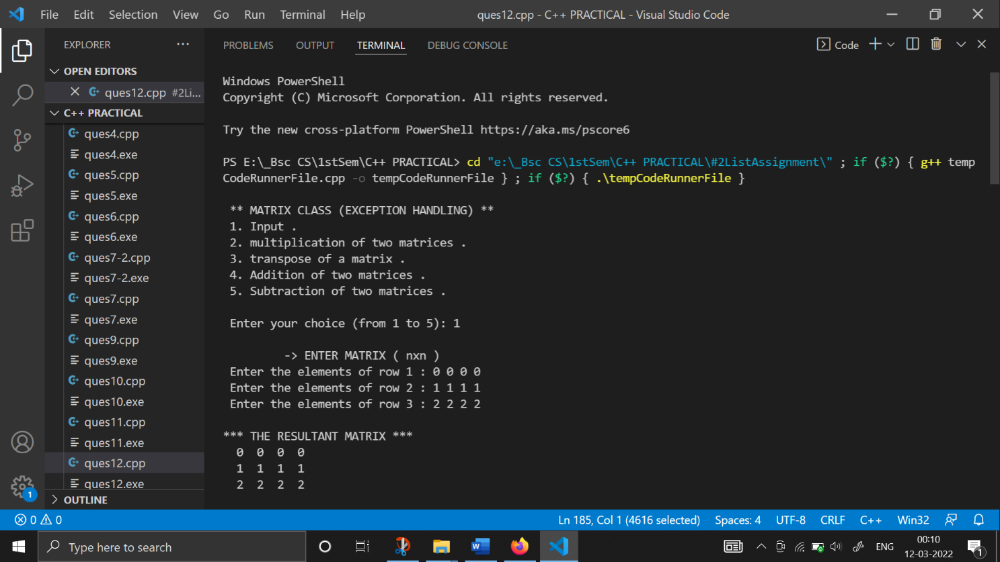 File Edit Selection View Go Run Terminal Help ques12.cpp - C++ PRACTICAL - Visual Studio Code
EXPLORER ...
OPEN EDITORS
ques12.cpp #2Li...
C++ PRACTICAL
ques4.cpp
ques4.exe
ques5.cpp
ques5.exe
ques6.cpp
ques6.exe
ques7-2.cpp
ques7-2.exe
ques7.cpp
ques7.exe
ques9.cpp
ques9.exe
ques10.cpp
ques10.exe
ques11.cpp
ques11.exe
ques12.cpp
ques12.exe
OUTLINE
1
PROBLEMS OUTPUT TERMINAL DEBUG CONSOLE Code
Windows PowerShell
Copyright (C) Microsoft Corporation. All rights reserved.
Try the new cross-platform PowerShell https://aka.ms/pscore6
PS E:\_Bsc CS\1stSem\C++ PRACTICAL> cd "e:\_Bsc CS\1stSem\C++ PRACTICAL\#2ListAssignment\" ; if ($?) { g++ temp
CodeRunnerFile.cpp -o tempCodeRunnerFile } ; if ($?) { .\tempCodeRunnerFile }
** MATRIX CLASS (EXCEPTION HANDLING) **
1. Input .
2. multiplication of two matrices .
3. transpose of a matrix .
4. Addition of two matrices .
5. Subtraction of two matrices .
Enter your choice (from 1 to 5): 1
-> ENTER MATRIX ( nxn )
Enter the elements of row 1 : 0 0 0 0
Enter the elements of row 2 : 1 1 1 1
Enter the elements of row 3 : 2 2 2 2
*** THE RESULTANT MATRIX ***
0 0 0 0
1 1 1 1
2 2 2 2
0 0 Ln 185, Col 1 (4616 selected) Spaces: 4 UTF-8 CRLF C++ Win32
Type here to search ENG 00:10
12-03-2022 1